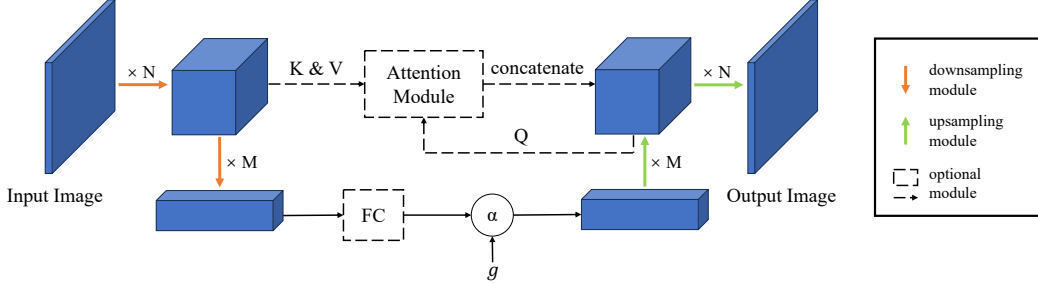 × N
K & V
Attention
Module
concatenate
× N
Q
× M
× M
Input Image
Output Image
FC
α
g
downsampling
module
upsampling
module
optional
module